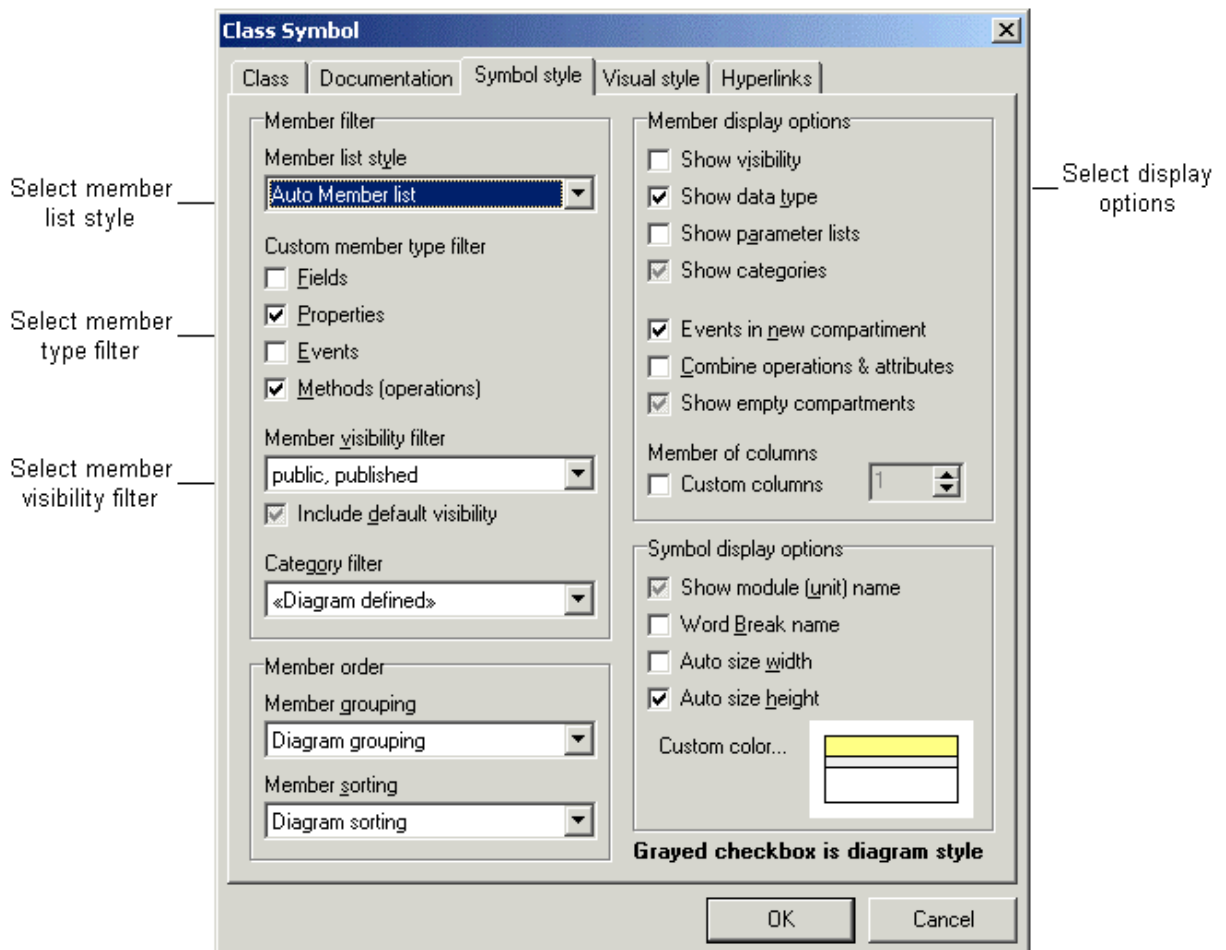 Class Symbol
Class
Documentation
Symbol style
Visual style
Hyperlinks
Member filter
Member list style
Auto Member list
Custom member type filter
Fields
Properties
Events
Methods (operations)
Member visibility filter
public, published
Include default visibility
Category filter
«Diagram defined»
Member order
Member grouping
Diagram grouping
Member sorting
Diagram sorting
Member display options
Show visibility
Show data type
Show parameter lists
Show categories
Events in new compartiment
Combine operations & attributes
Show empty compartments
Member of columns
Custom columns
1
Symbol display options
Show module (unit) name
Word Break name
Auto size width
Auto size height
Custom color...
Grayed checkbox is diagram style
OK
Cancel
Select member
list style
Select member
type filter
Select member
visibility filter
Select display
options